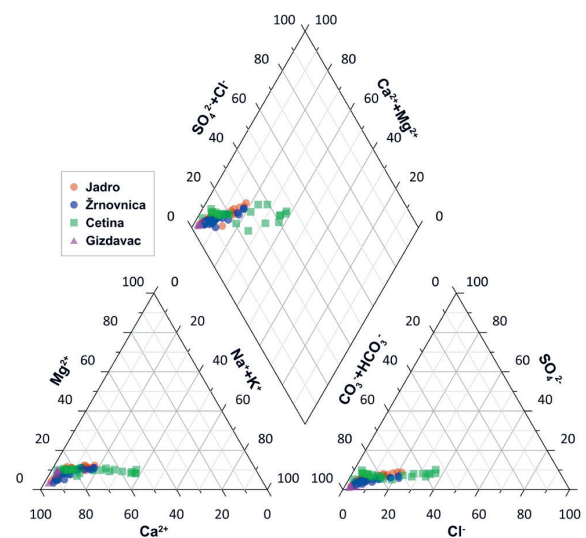 100 100
80 80
SO₄²⁻+Cl⁻
Ca²⁺+Mg²⁺
60 60
40 40
20 20
0 0
Jadro
Žrnovnica
Cetina
Gizdavac
100 0 0 100
80 20 20 80
Mg²⁺
Na⁺+K⁺
CO₃⁻+HCO₃⁻
SO₄²⁻
60 40 40 60
40 60 60 40
20 80 80 20
0 100 100 0
100 80 60 40 20 0
0 20 40 60 80 100
Ca²⁺
Cl⁻